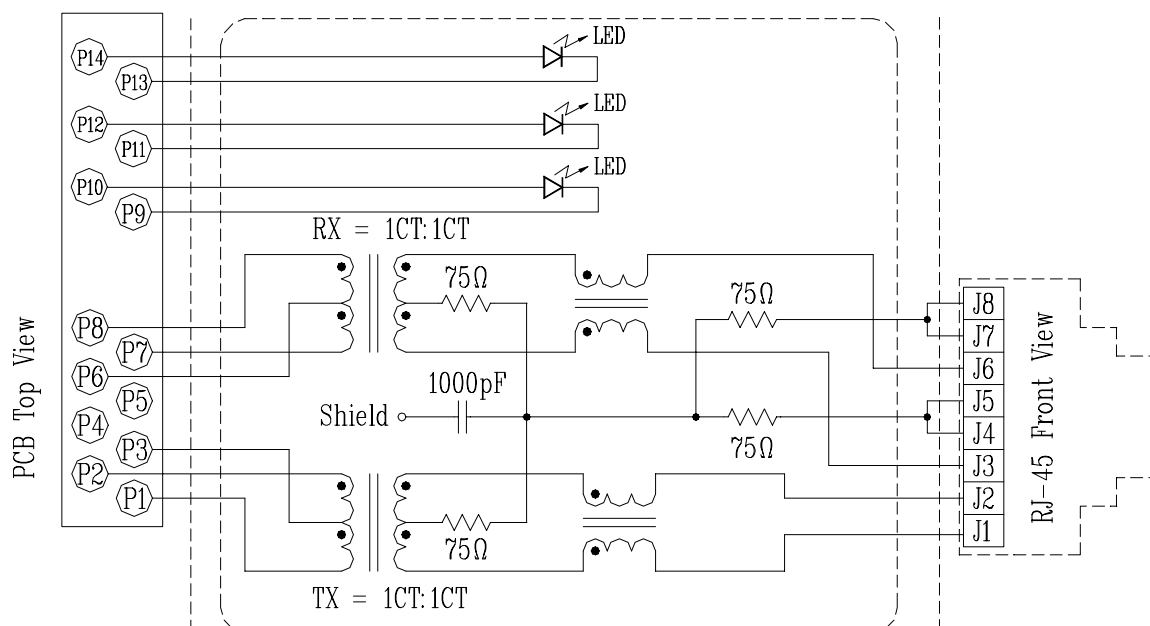 P14
LED
P13
P12
LED
P11
P10
LED
P9
RX = 1CT:1CT
75Ω
75Ω
P8
P7
P6
P5
P4
P3
P2
P1
PCB Top View
1000pF
Shield
75Ω
75Ω
TX = 1CT:1CT
J8
J7
J6
J5
J4
J3
J2
J1
RJ-45 Front View